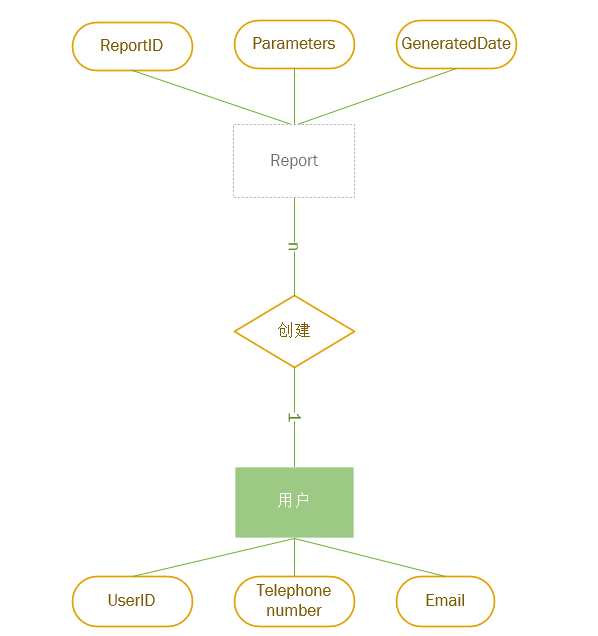 ReportID
Parameters
GeneratedDate
Report
n
创建
1
用户
UserID
Telephone
number
Email